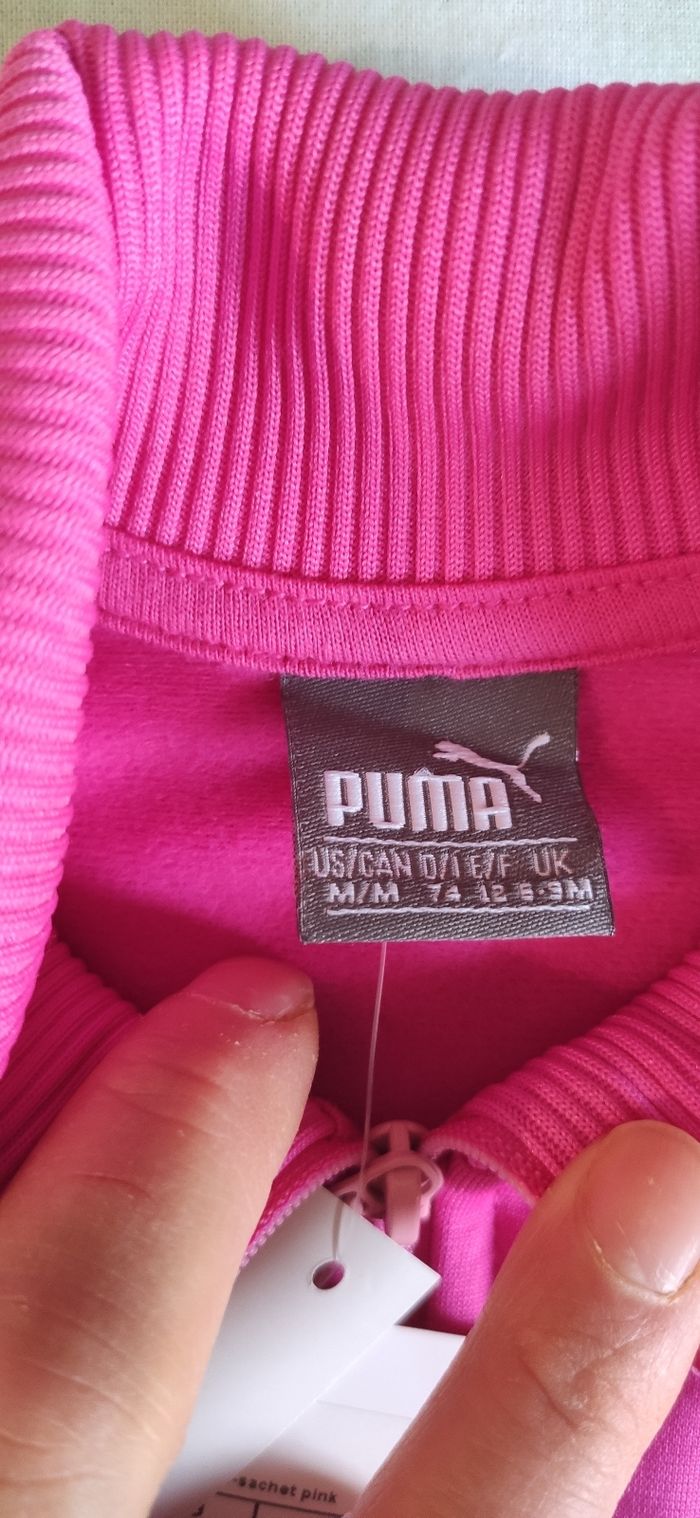 PUMA
US/CAN D/I E/F UK
M/M 74 12 6-9M
-sachet pink